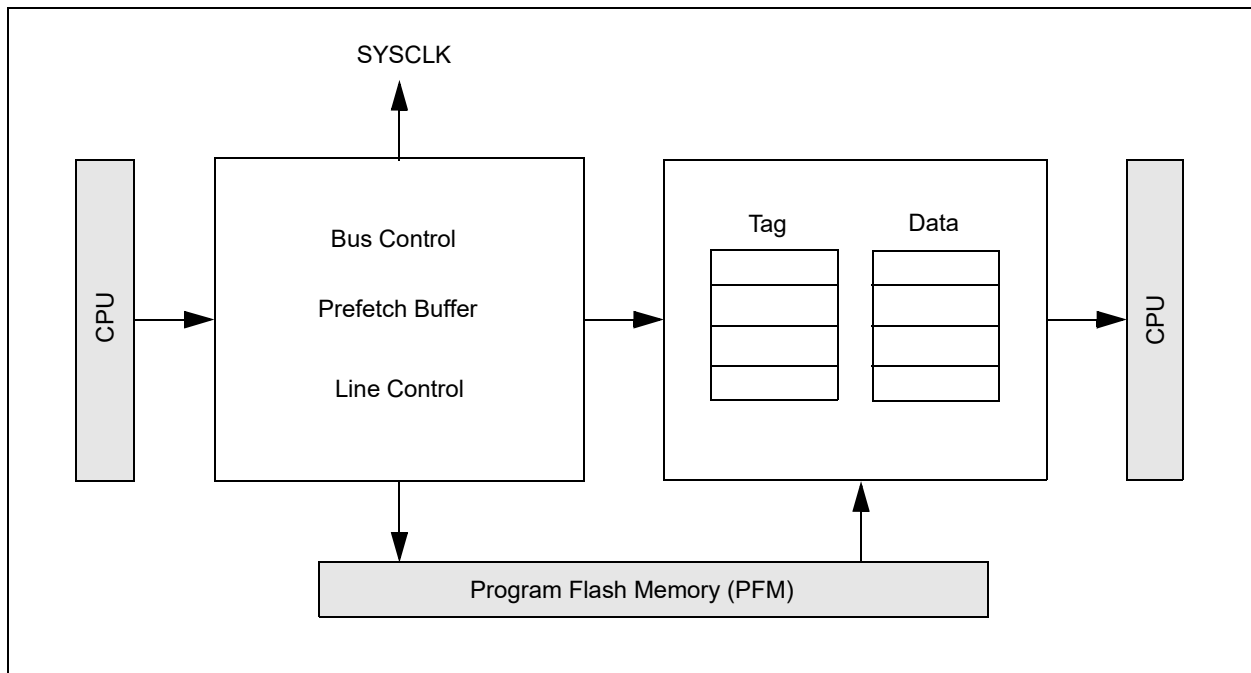 SYSCLK
CPU
Bus Control
Prefetch Buffer
Line Control
Tag
Data
CPU
Program Flash Memory (PFM)